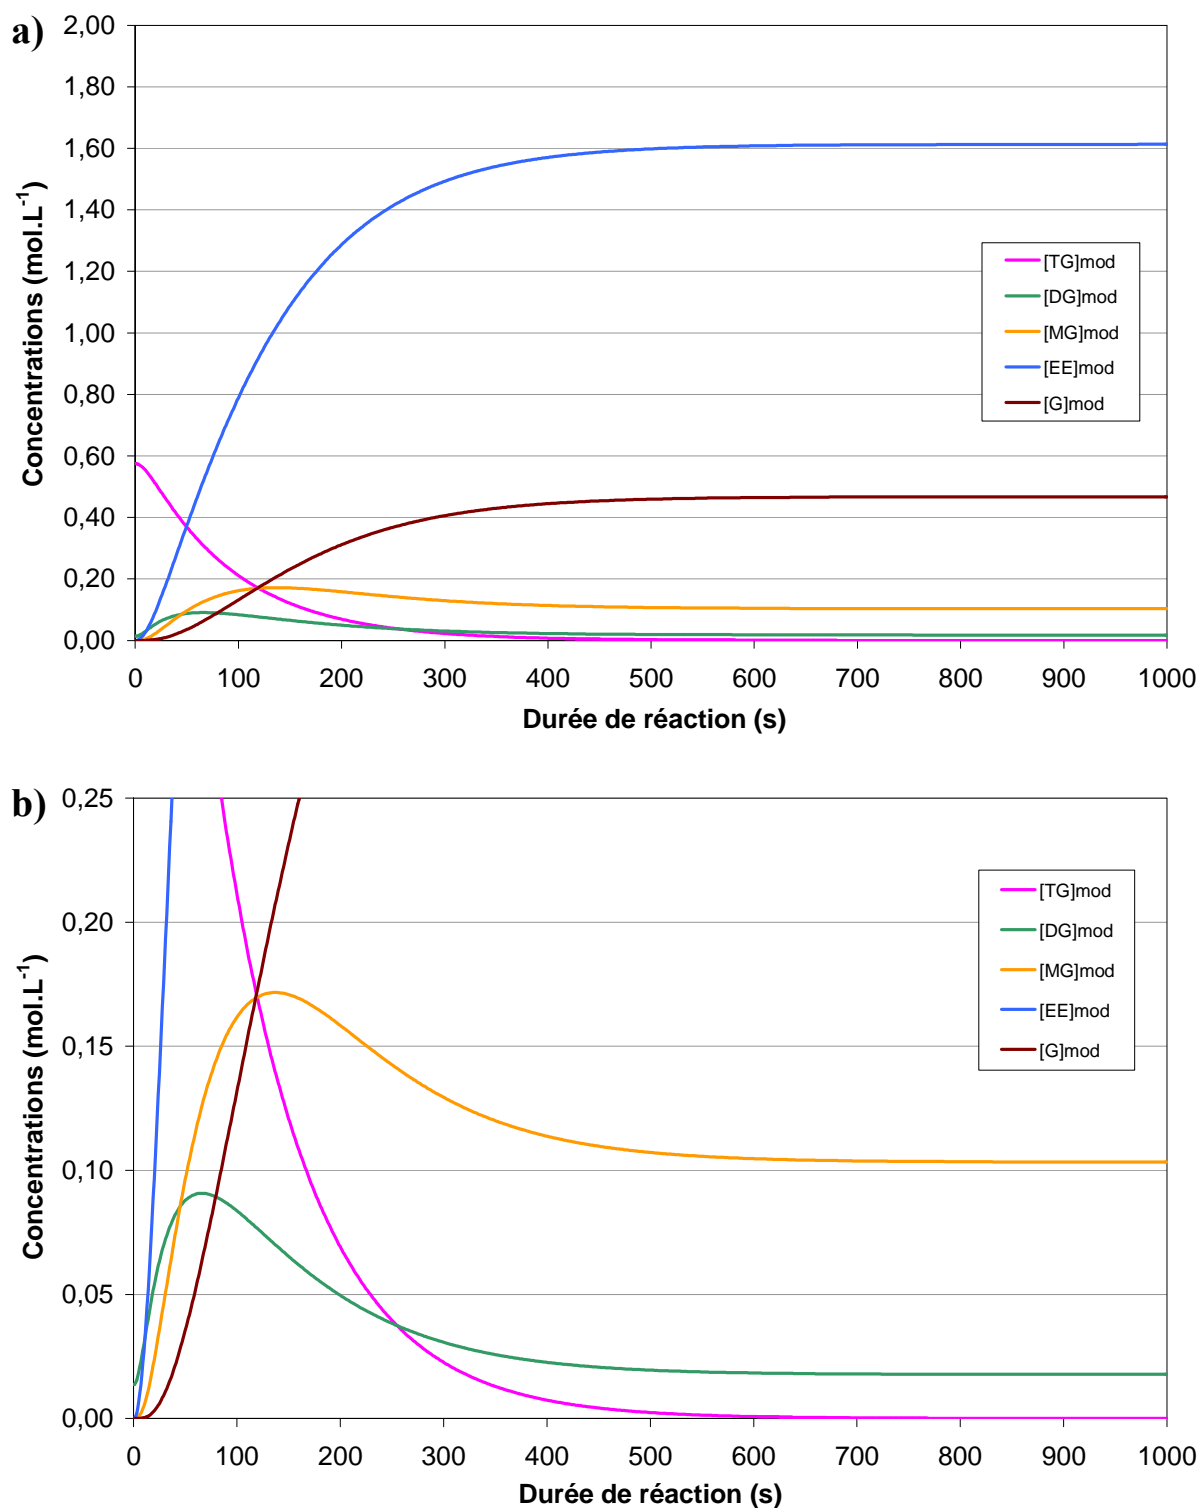 a)
2,00
1,80
1,60
1,40
1,20
1,00
0,80
0,60
0,40
0,20
0,00
Concentrations (mol.L-1)
[TG]mod
[DG]mod
[MG]mod
[EE]mod
[G]mod
0 100 200 300 400 500 600 700 800 900 1000
Durée de réaction (s)
b)
0,25
0,20
0,15
0,10
0,05
0,00
Concentrations (mol.L-1)
[TG]mod
[DG]mod
[MG]mod
[EE]mod
[G]mod
0 100 200 300 400 500 600 700 800 900 1000
Durée de réaction (s)